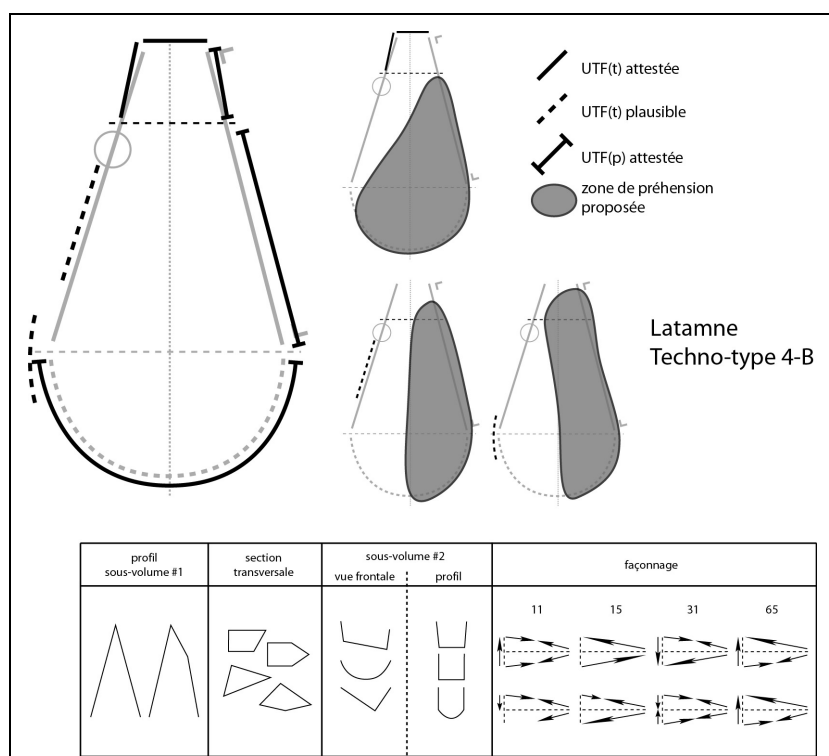 UTF(t) attestée
UTF(t) plausible
UTF(p) attestée
zone de préhension
proposée
Latamne
Techno-type 4-B
profil
sous-volume #1
section
transversale
sous-volume #2
vue frontale
profil
façonnage
11
15
31
65